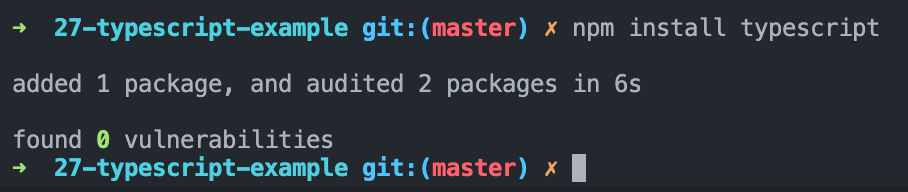 ➜  27-typescript-example git:(master) ✗ npm install typescript
added 1 package, and audited 2 packages in 6s
found 0 vulnerabilities
➜  27-typescript-example git:(master) ✗